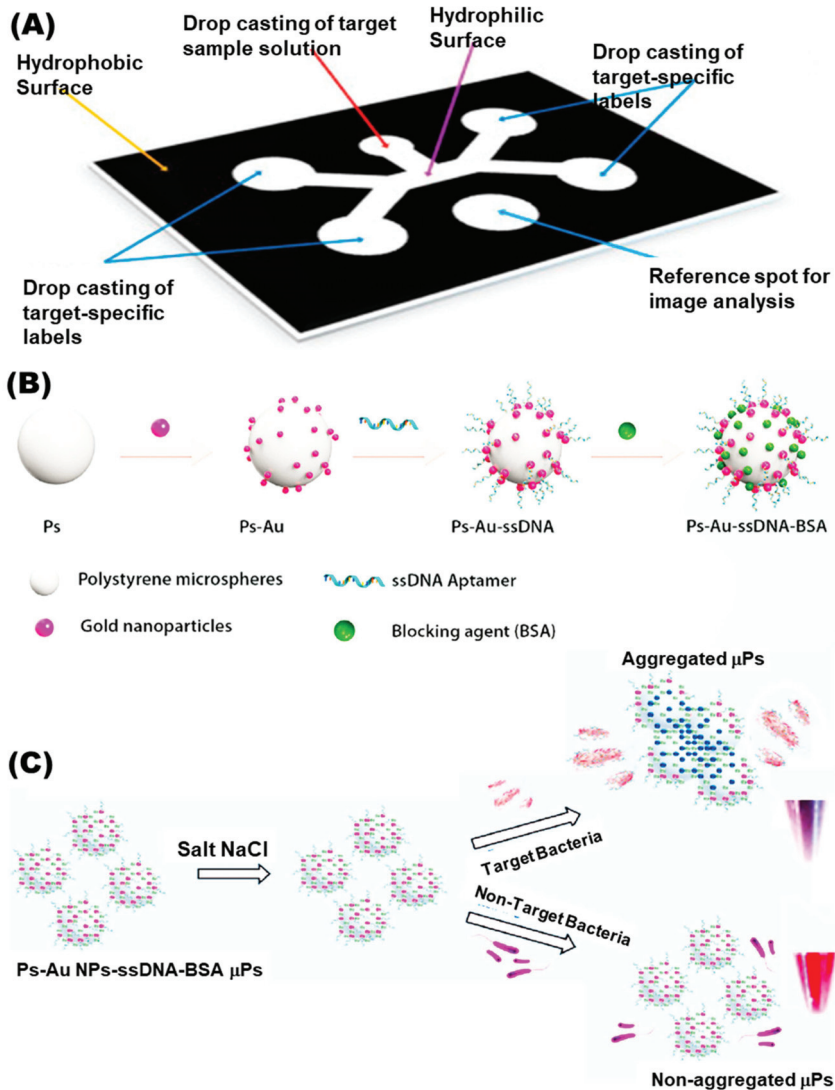 (A)
Drop casting of target
sample solution
Hydrophilic
Surface
Hydrophobic
Surface
Drop casting of
target-specific
labels
Drop casting of
target-specific
labels
Reference spot for
image analysis
(B)
Ps
Ps-Au
Ps-Au-ssDNA
Ps-Au-ssDNA-BSA
Polystyrene microspheres
ssDNA Aptamer
Gold nanoparticles
Blocking agent (BSA)
Aggregated μPs
(C)
Salt NaCl
Target Bacteria
Non-Target Bacteria
Ps-Au NPs-ssDNA-BSA μPs
Non-aggregated μPs